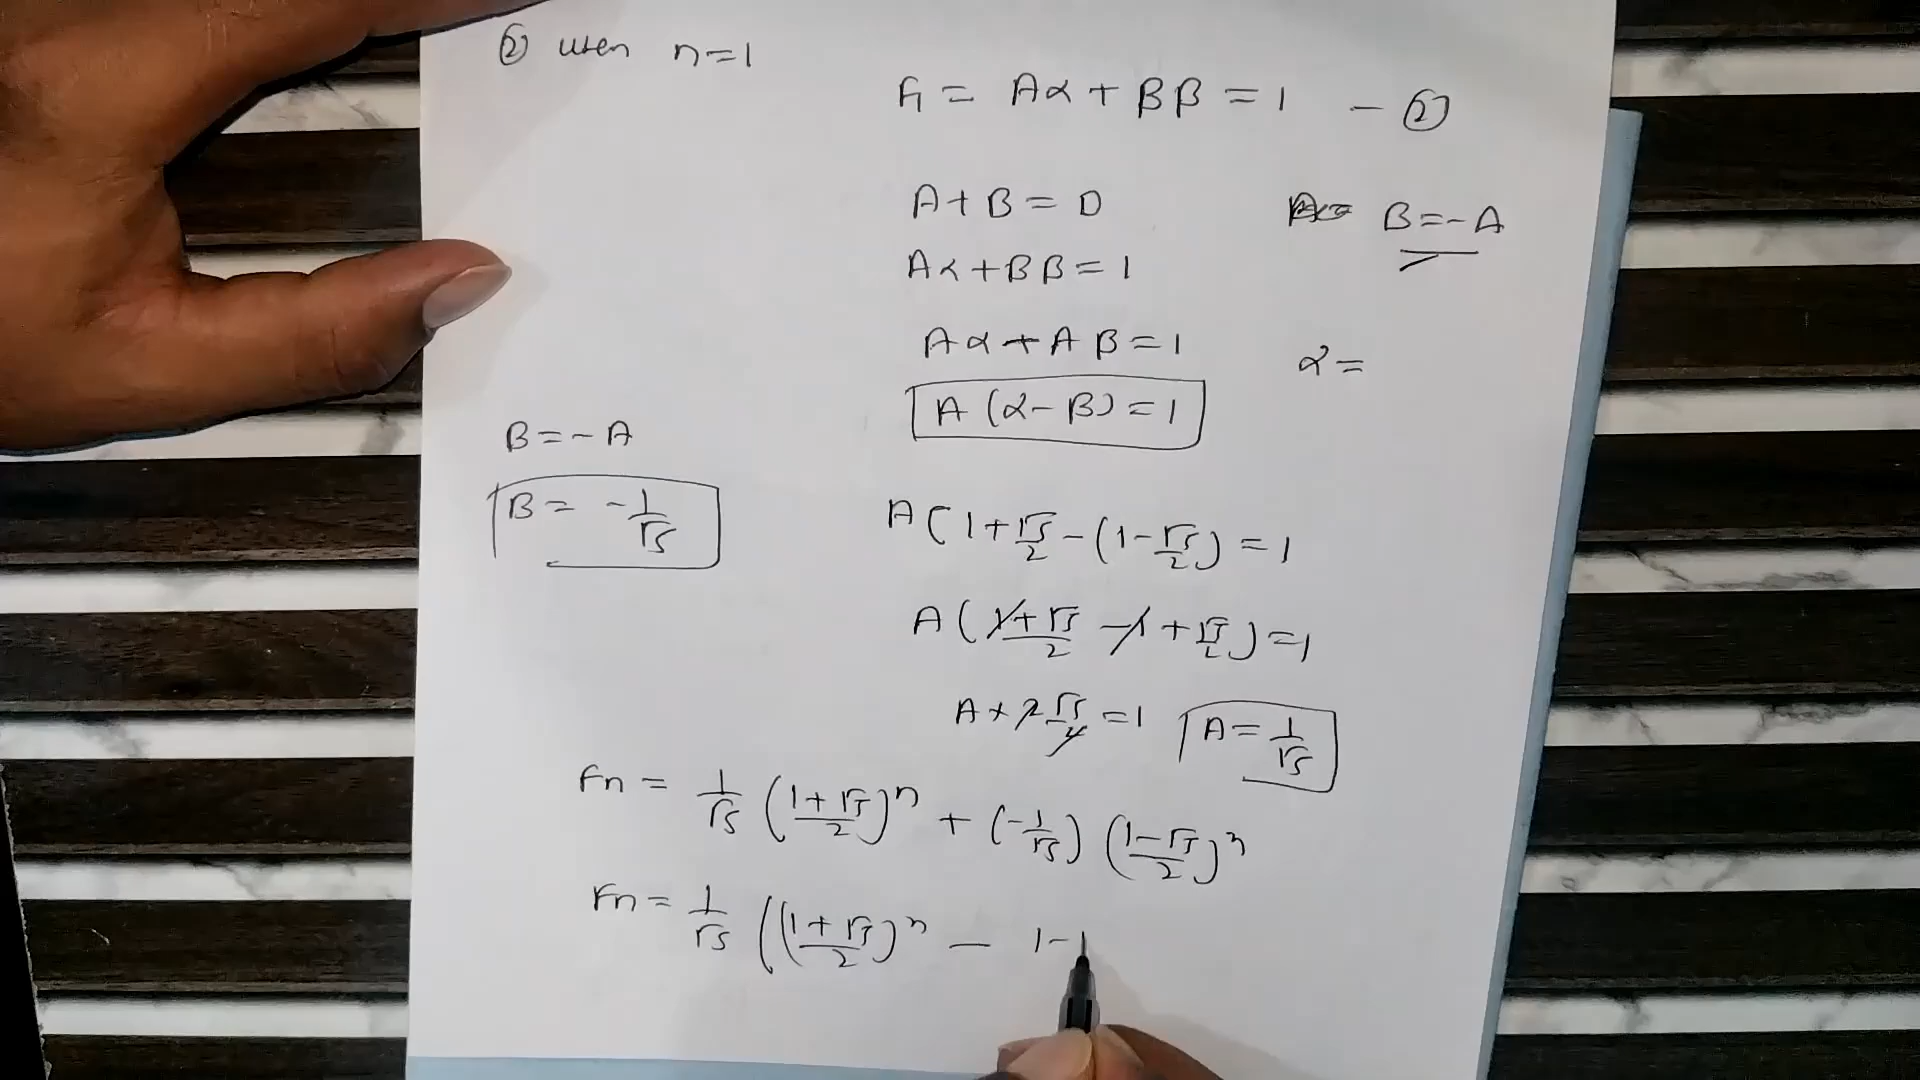 ② when n=1
F₁ = Aα + Bβ = 1 – ②
A + B = 0
B = -A
Aα + Bβ = 1
Aα + Aβ = 1
α =
A (α - β) = 1
B = - A
B = - 1/√5
A ( 1+√5/2 - (1-√5/2) = 1
A ( 1+√5/2 - 1 + √5/2 ) = 1
A × 2 √5/2 = 1
A = 1/√5
Fn = 1/√5 (1+√5/2)ⁿ + (-1/√5) (1-√5/2)ⁿ
Fn = 1/√5 ((1+√5/2)ⁿ – 1-